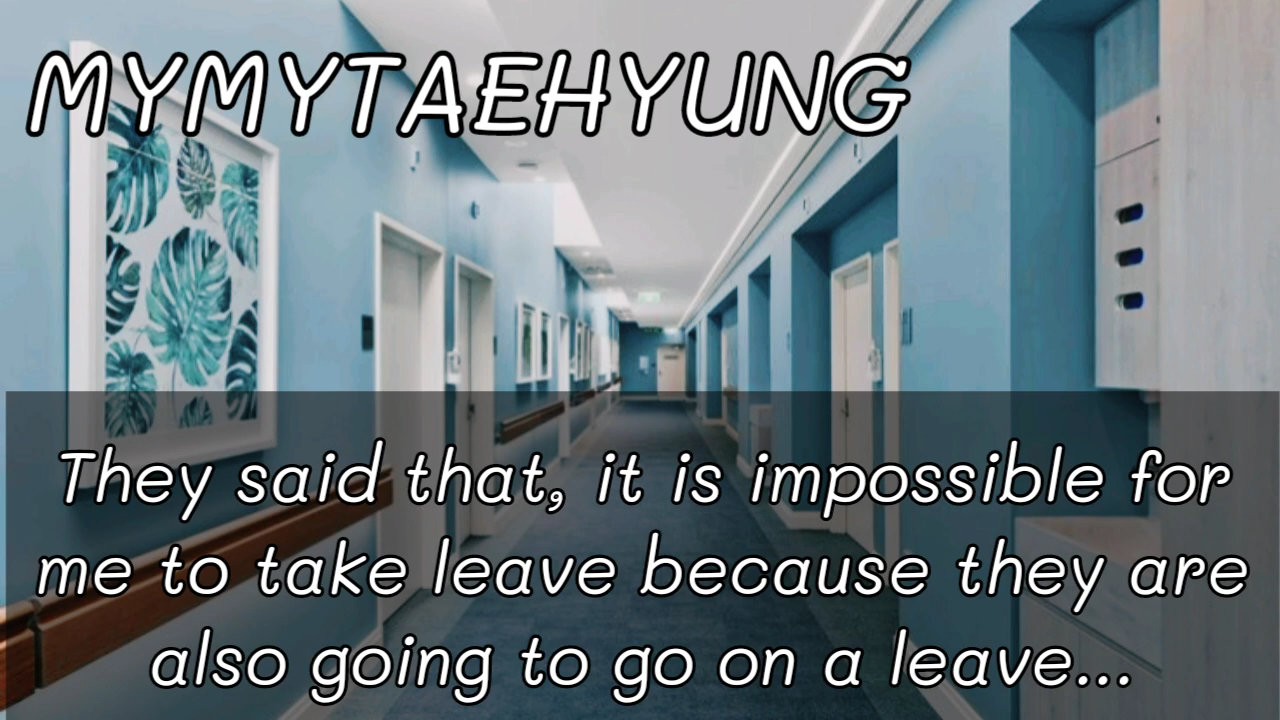 MYMYTAEHYUNG
They said that, it is impossible for
me to take leave because they are
also going to go on a leave...